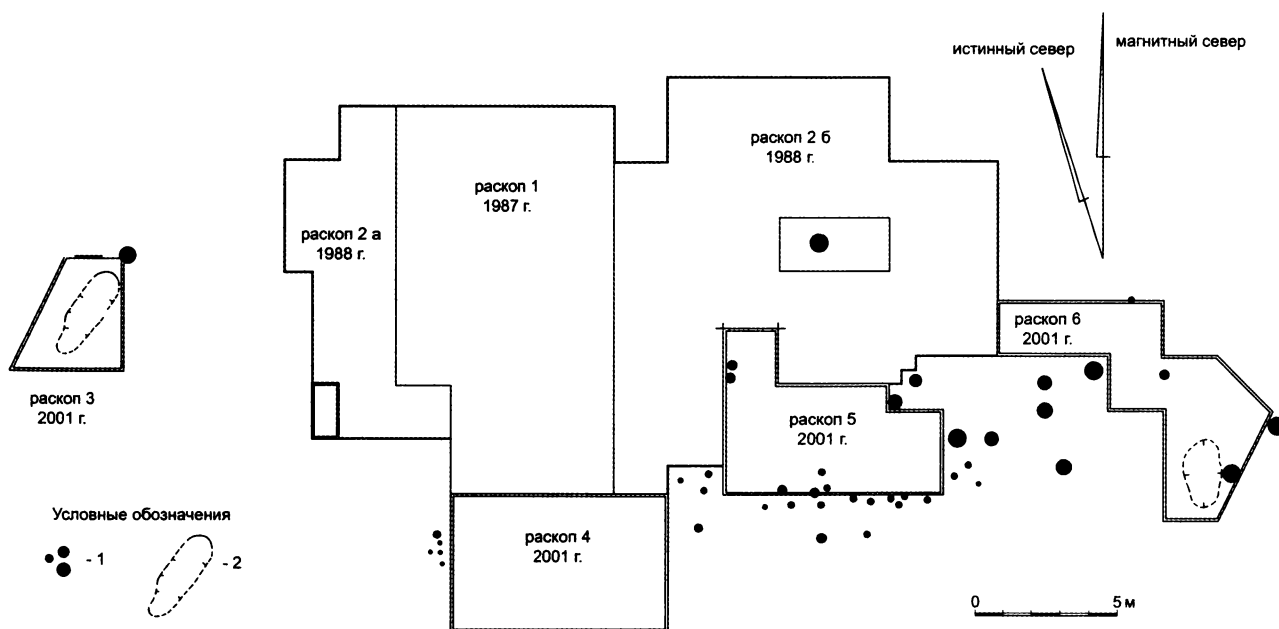 истинный север
магнитный север
раскоп 2 б
1988 г.
раскоп 1
1987 г.
раскоп 2 а
1988 г.
раскоп 6
2001 г.
раскоп 3
2001 г.
раскоп 5
2001 г.
раскоп 4
2001 г.
Условные обозначения
- 1
- 2
0
5 м